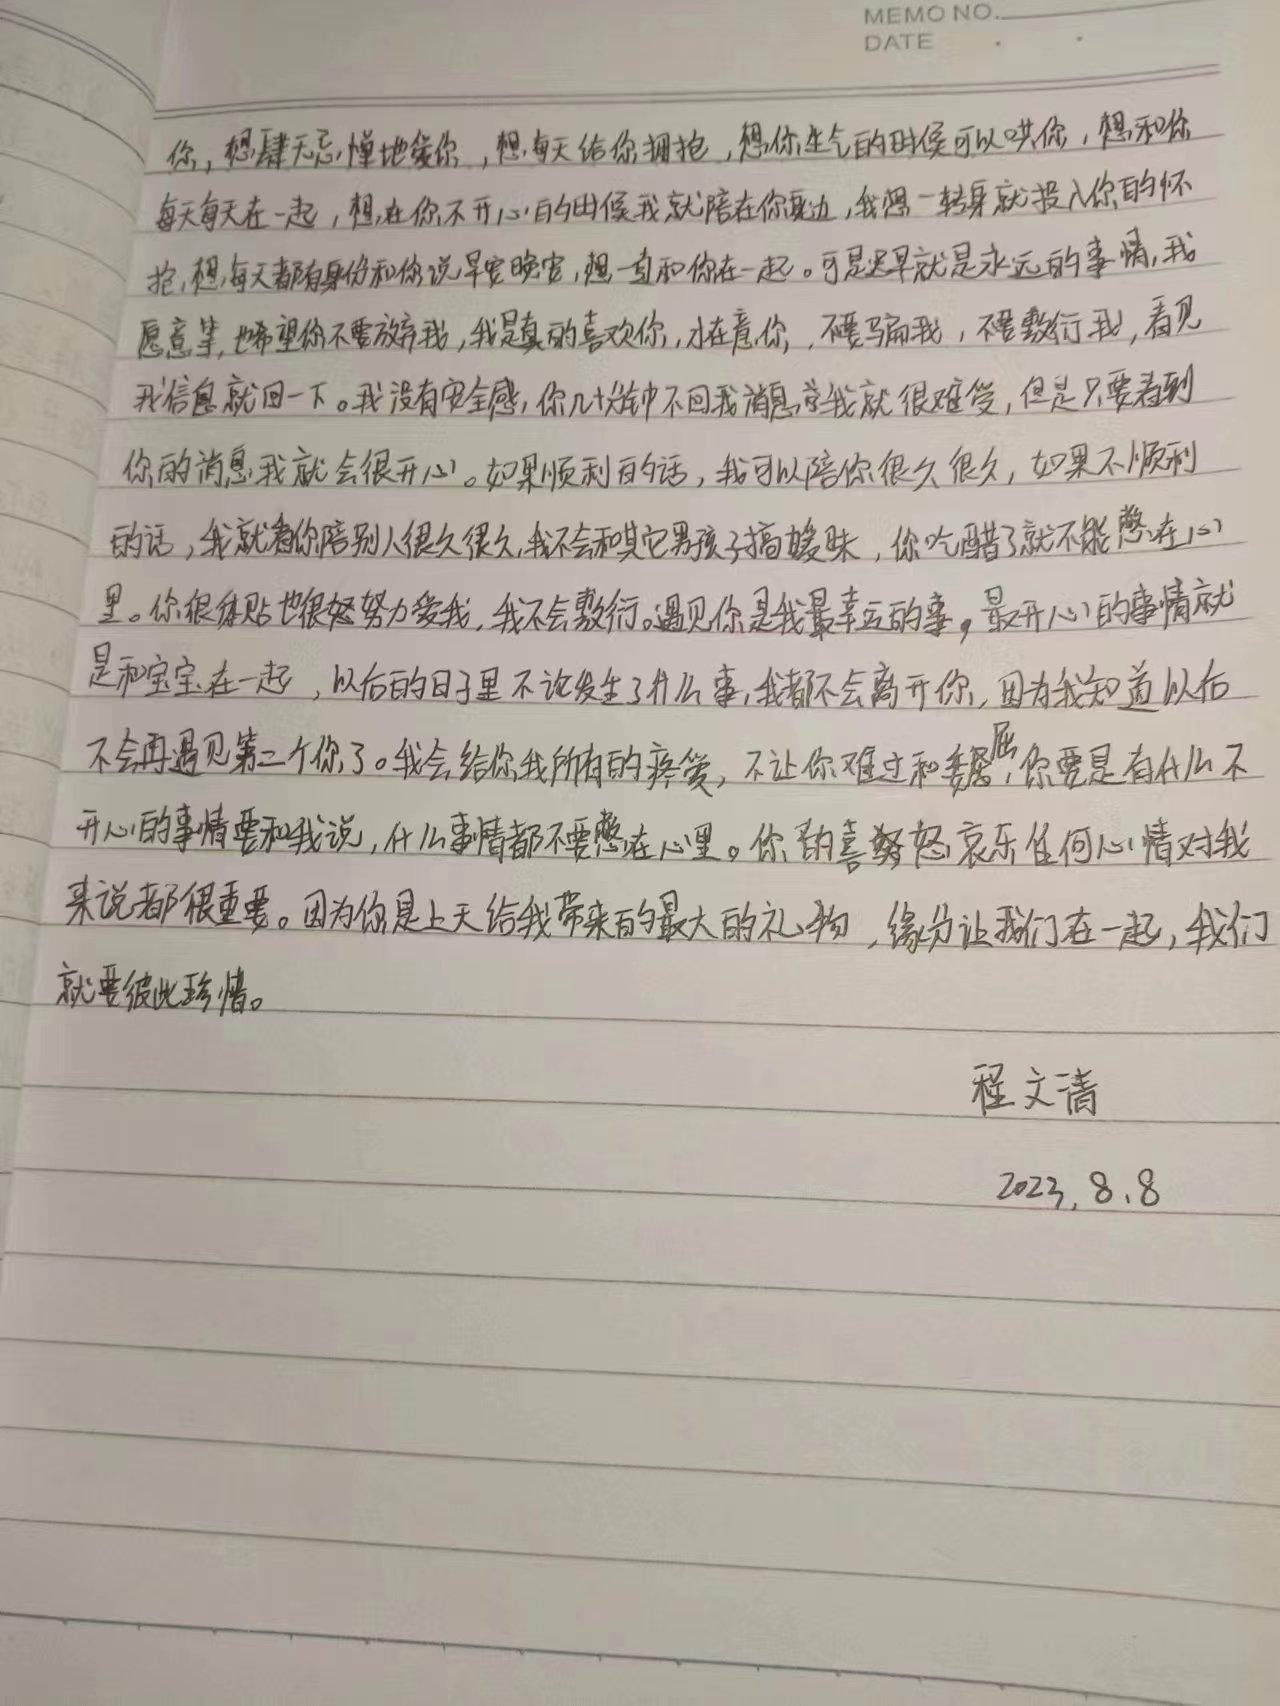 MEMO NO.
DATE
你，想肆无忌惮地爱你，想每天给你拥抱，想你生气的时候可以哄你，想和你
每天每天在一起，想在你不开心的时候我就陪在你身边，我想一转身就投入你的怀
抱，想每天都有身份和你说早安晚安，想一直和你在一起。可是迟早就是永远的事情，我
愿意等，也希望你不要放弃我，我是真的喜欢你，在意你，不要骗我，不要敷衍我，看见
我信息就回一下。我没有安全感，你几十分钟不回我消息我就很难受，但是只要看到
你的消息我就会很开心。如果顺利的话，我可以陪你很久很久，如果不顺利
的话，我就看你陪别人很久很久，我不会和其它男孩子搞暧昧，你吃醋了就不能憋在心
里。你很体贴也很努力爱我，我不会敷衍。遇见你是我最幸运的事，最开心的事情就
是和宝宝在一起，以后的日子里不论发生了什么事，我都不会离开你，因为我知道以后
不会再遇见第二个你了。我会给你我所有的疼爱，不让你难过和委屈，你要是有什么不
开心的事情要和我说，什么事情都不要憋在心里。你的喜怒哀乐任何心情对我
来说都很重要。因为你是上天给我带来的最大的礼物，缘分让我们在一起，我们
就要彼此珍惜。
程文清
2023.8.8